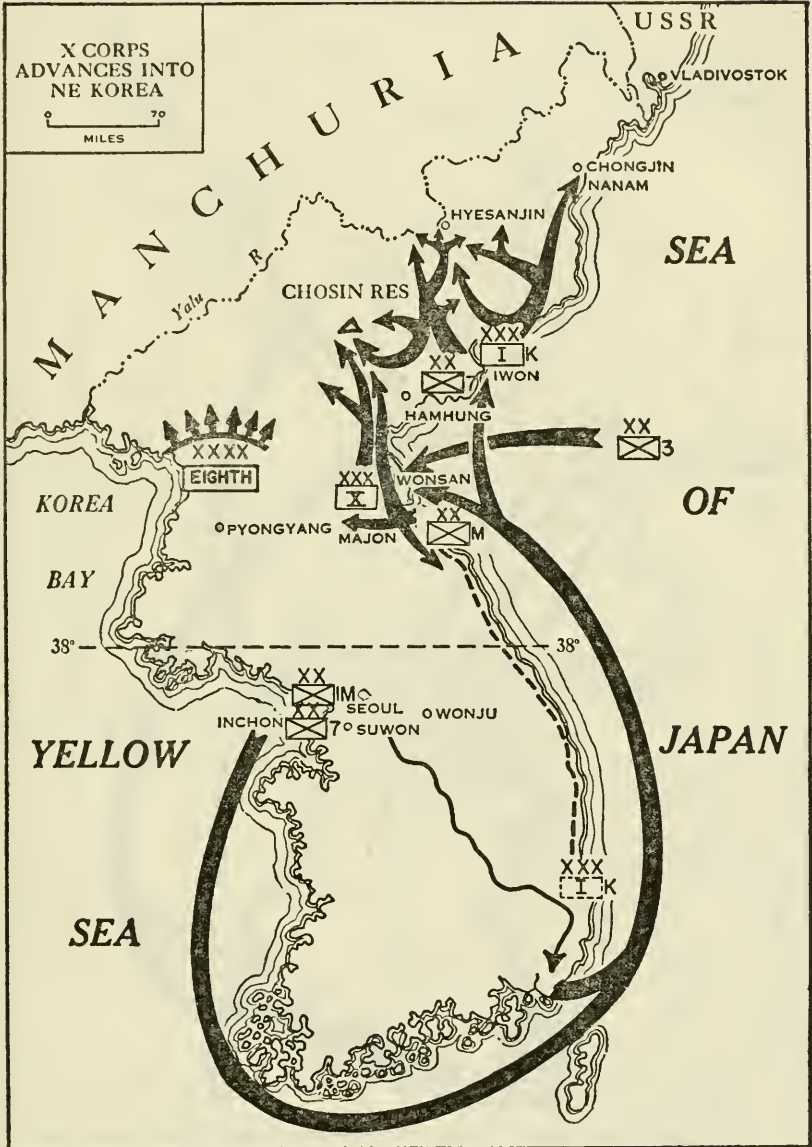 X CORPS
ADVANCES INTO
NE KOREA
0 70
MILES
USSR
VLADIVOSTOK
MANCHURIA
CHONGJIN
NANAM
HYESANJIN
SEA
Yalu R
CHOSIN RES
XXX
I K
IWON
XX
7
HAMHUNG
XX
3
XXXX
EIGHTH
XXX
X
WONSAN
OF
KOREA
PYONGYANG
MAJON
XX
M
BAY
38°
38°
XX
IM
SEOUL
XX
INCHON
7
SUWON
WONJU
YELLOW
JAPAN
XXX
I K
SEA